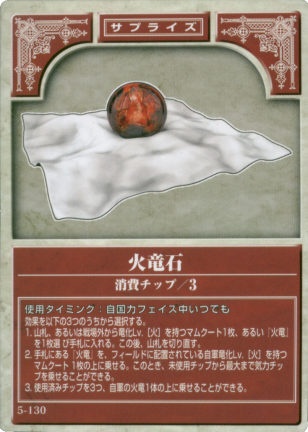 サプライズ
火竜石
消費チップ／3
使用タイミング：自国力フェイス中いつでも
効果を以下の3つのうちから選択する。
1. 山札、あるいは戦場外から竜化Lv.【火】を持つマムクート1枚、あるい「火竜」
を1枚選び手札に入れる。この後、山札を切り直す。
2. 手札にある「火竜」を、フィールドに配置されている自軍竜化Lv.【火】を持つ
マムクート1枚の上に乗せる。このとき、未使用チップから最大まで気力チッ
プを乗せることができる。
3. 使用済みチップを3つ、自軍の火竜1体の上に乗せることができる。
5-130